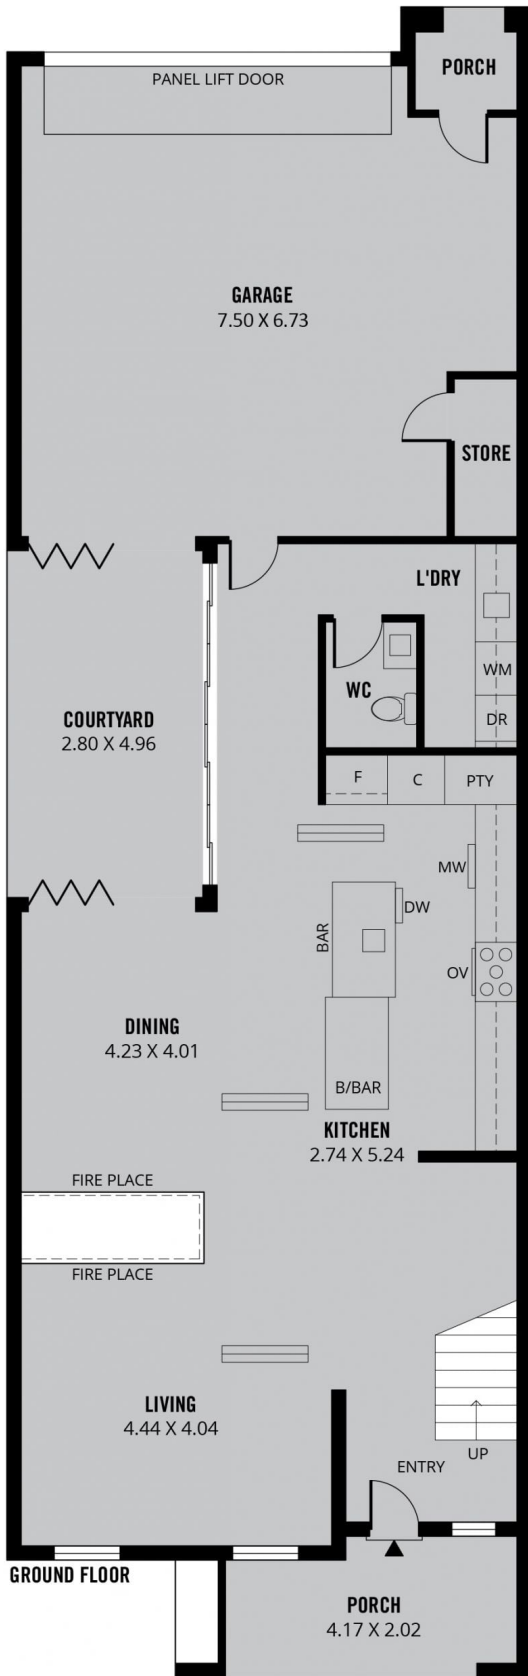 PORCH
PANEL LIFT DOOR
GARAGE
7.50 X 6.73
STORE
L'DRY
WM
DR
WC
COURTYARD
2.80 X 4.96
F
C
PTY
MW
DW
BAR
OV
DINING
4.23 X 4.01
B/BAR
KITCHEN
2.74 X 5.24
FIRE PLACE
FIRE PLACE
LIVING
4.44 X 4.04
UP
ENTRY
GROUND FLOOR
PORCH
4.17 X 2.02